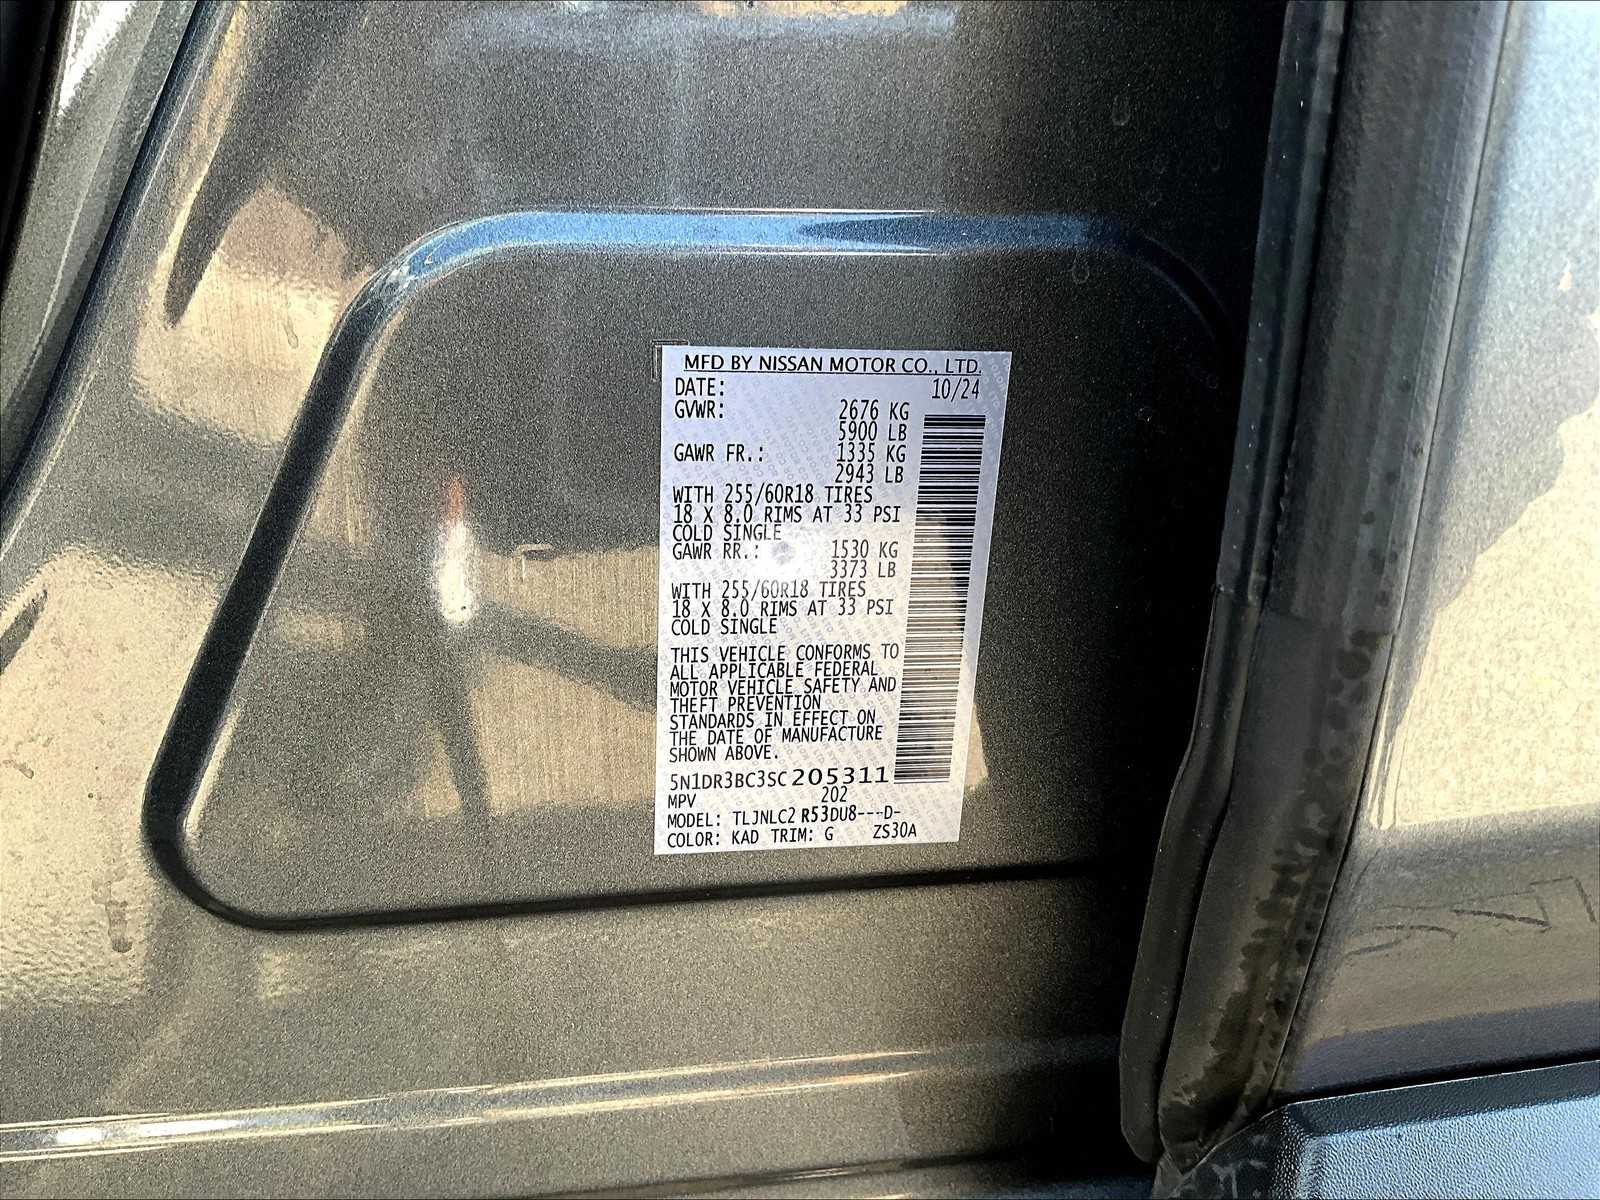 MFD BY NISSAN MOTOR CO., LTD.
DATE: 10/24
GVWR: 2676 KG
5900 LB
GAWR FR.: 1335 KG
2943 LB
WITH 255/60R18 TIRES
18 X 8.0 RIMS AT 33 PSI
COLD SINGLE
GAWR RR.: 1530 KG
3373 LB
WITH 255/60R18 TIRES
18 X 8.0 RIMS AT 33 PSI
COLD SINGLE
THIS VEHICLE CONFORMS TO
ALL APPLICABLE FEDERAL
MOTOR VEHICLE SAFETY AND
THEFT PREVENTION
STANDARDS IN EFFECT ON
THE DATE OF MANUFACTURE
SHOWN ABOVE.
5N1DR3BC3SC205311
MPV 202
MODEL: TLJNLC2 R53DU8---D-
COLOR: KAD TRIM: G ZS30A